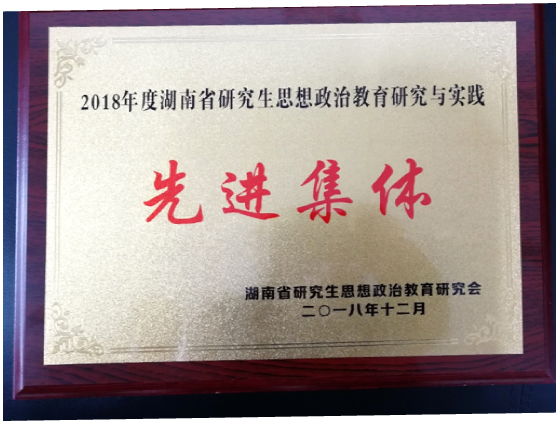 2018年度湖南省研究生思想政治教育研究与实践
先进集体
湖南省研究生思想政治教育研究会
二〇一八年十二月